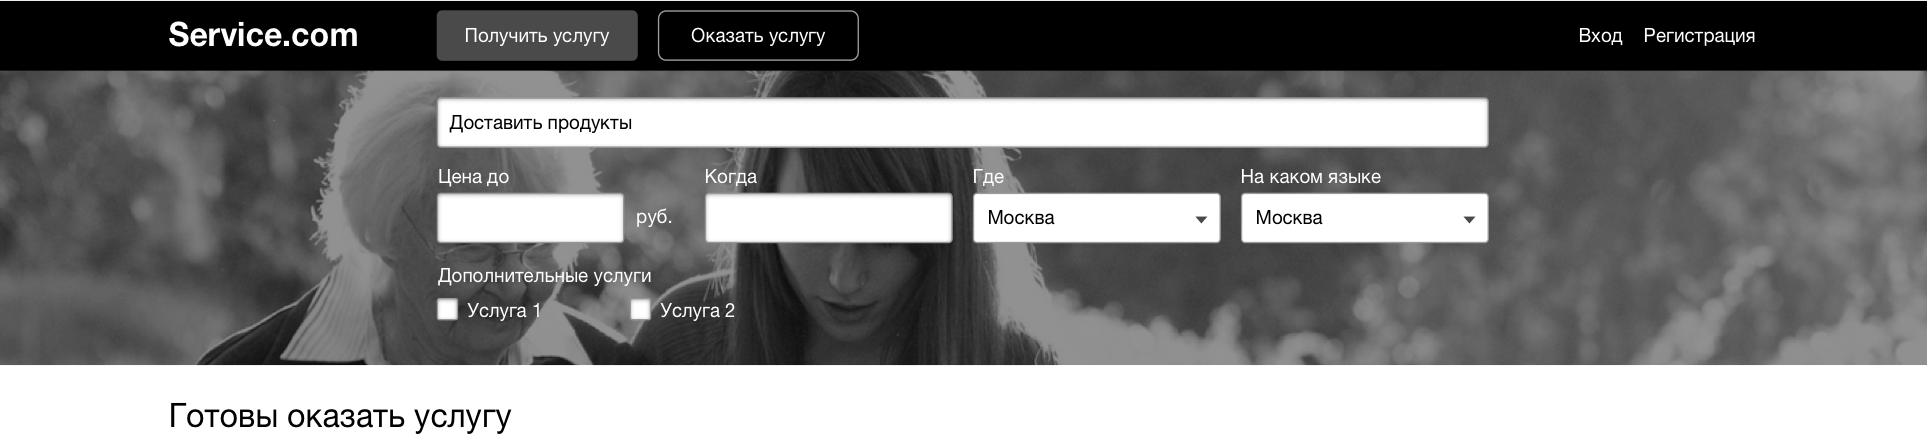 Service.com Получить услугу Оказать услугу Вход Регистрация
Доставить продукты
Цена до Когда Где На каком языке
руб. Москва Москва
Дополнительные услуги
Услуга 1 Услуга 2
Готовы оказать услугу